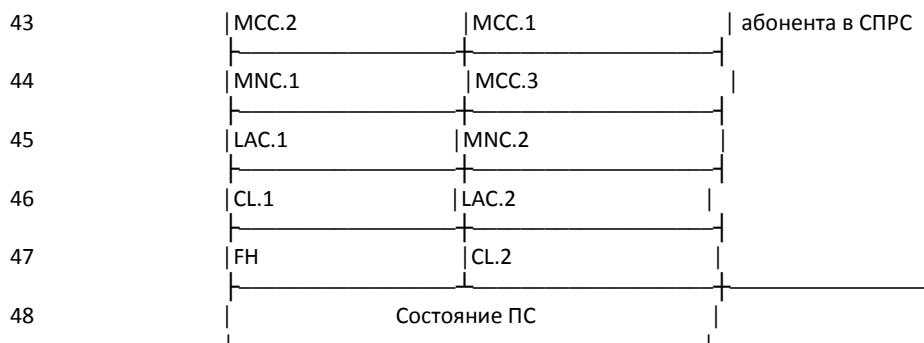 43 MCC.2 MCC.1 абонента в СПРС
44 MNC.1 MCC.3
45 LAC.1 MNC.2
46 CL.1 LAC.2
47 FH CL.2
48 Состояние ПС